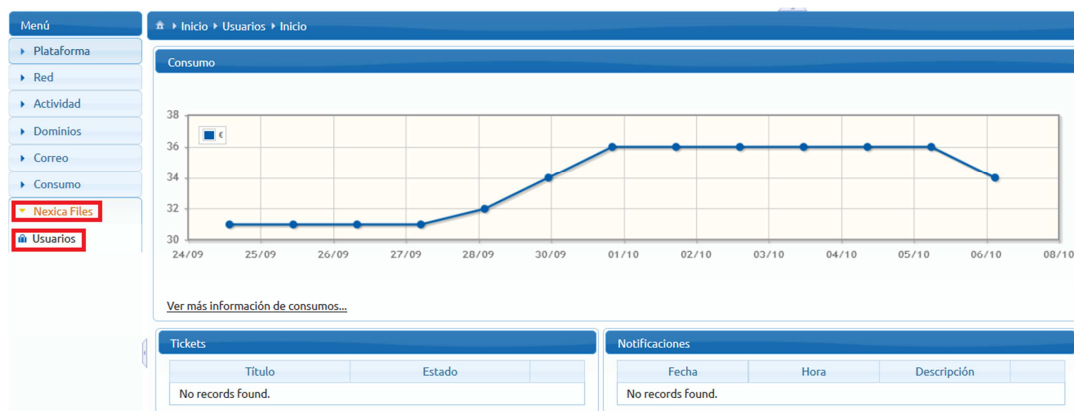 Menú
Inicio Usuarios Inicio
Plataforma
Red
Actividad
Dominios
Correo
Consumo
Nexica Files
Usuarios
Consumo
€
38
36
34
32
30
24/09 25/09 26/09 27/09 28/09 30/09 01/10 02/10 03/10 04/10 05/10 06/10 08/10
Ver más información de consumos...
Tickets
Título Estado
No records found.
Notificaciones
Fecha Hora Descripción
No records found.